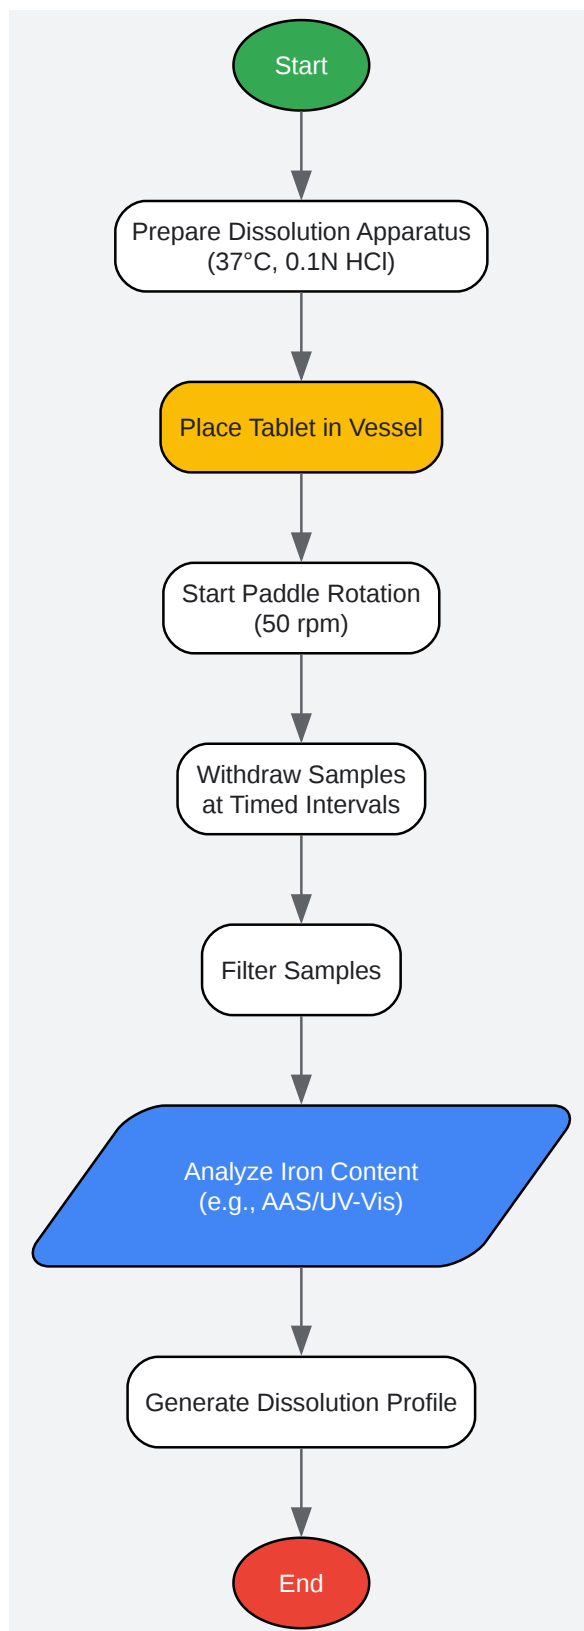 Start
Prepare Dissolution Apparatus
(37°C, 0.1N HCl)
Place Tablet in Vessel
Start Paddle Rotation
(50 rpm)
Withdraw Samples
at Timed Intervals
Filter Samples
Analyze Iron Content
(e.g., AAS/UV-Vis)
Generate Dissolution Profile
End